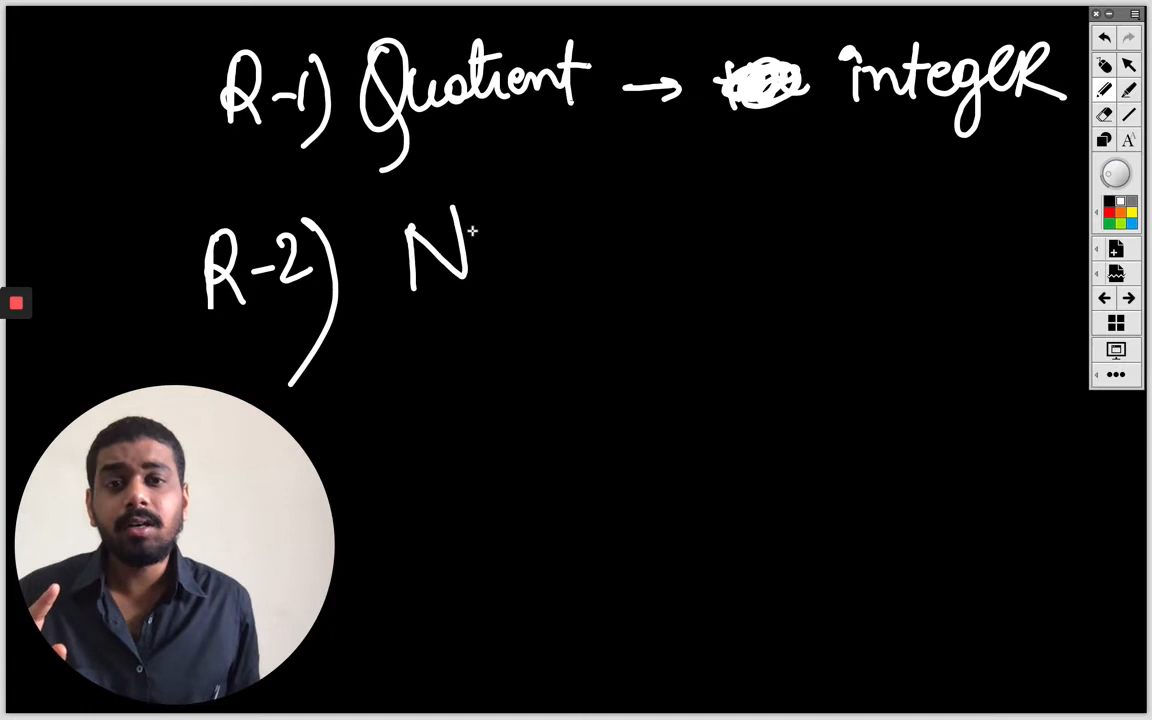 R-1) Quotient → integer
R-2) N